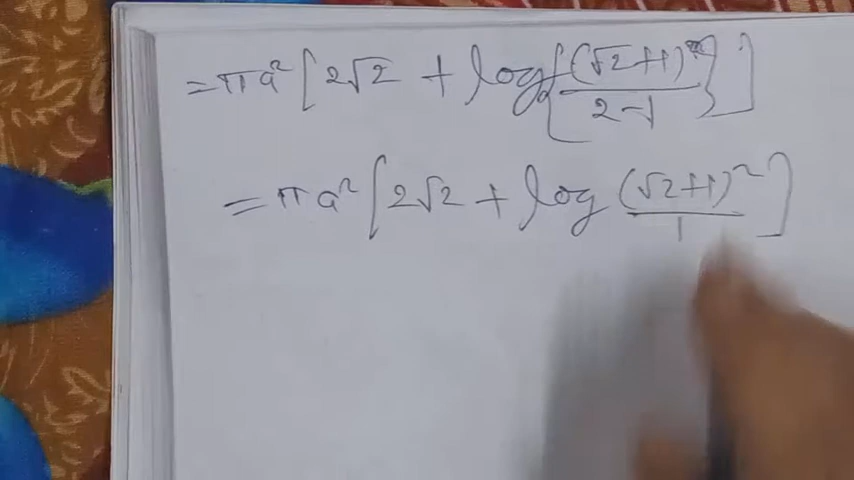 = πa² [2√2 + log {(√2+1)² / 2-1}]
= πa² [2√2 + log (√2+1)² / 1]